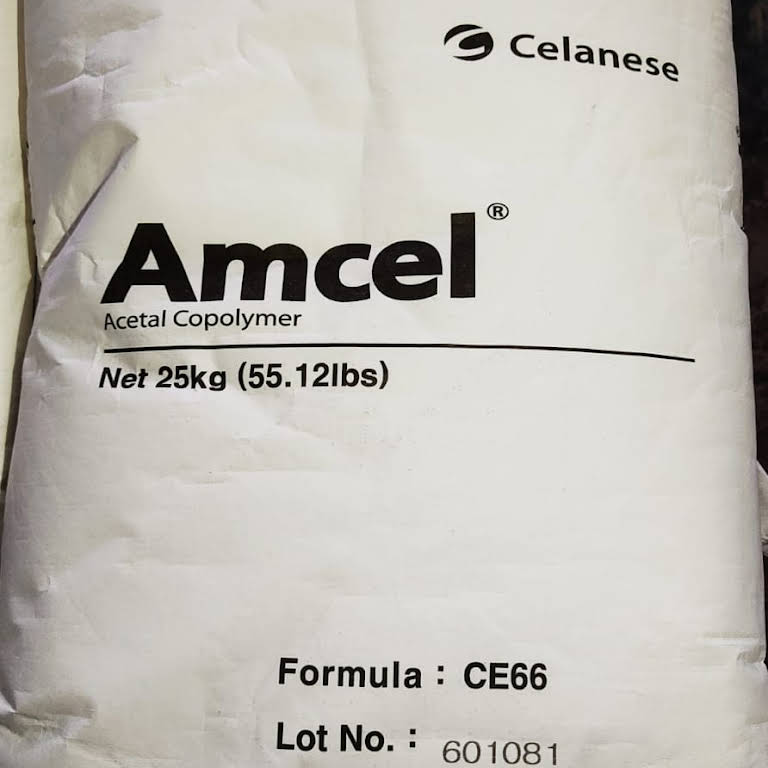 Celanese
Amcel®
Acetal Copolymer
Net 25kg (55.12lbs)
Formula : CE66
Lot No. : 601081